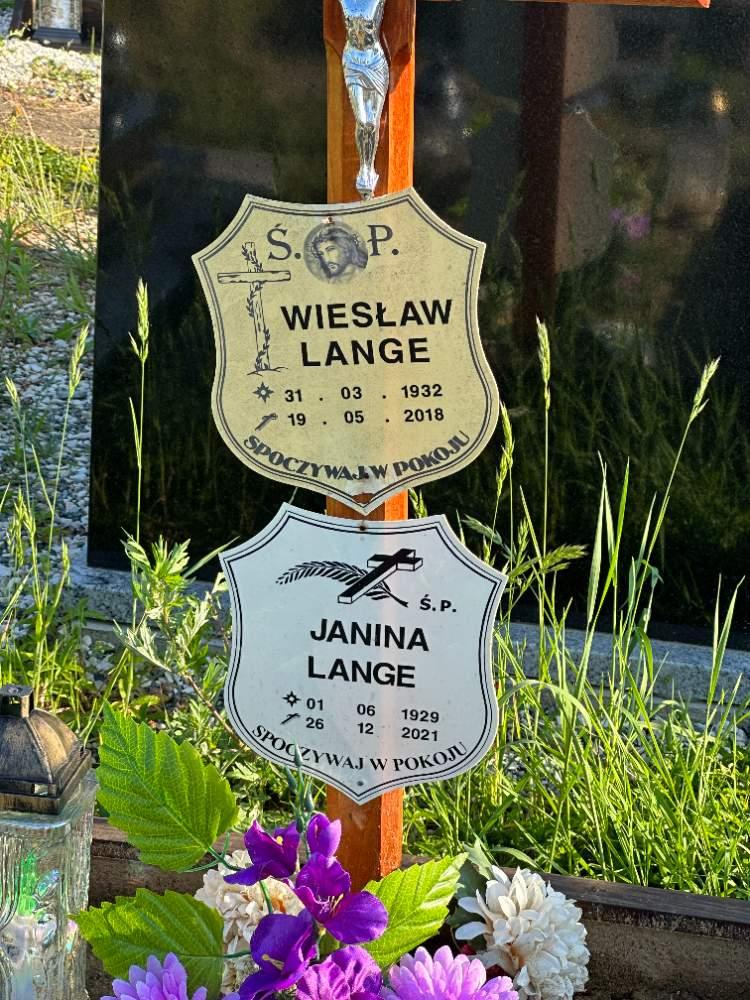 Ś. P.
WIESŁAW
LANGE
31 . 03 . 1932
19 . 05 . 2018
SPOCZYWAJ W POKOJU
Ś.P.
JANINA
LANGE
01 06 1929
26 12 2021
SPOCZYWAJ W POKOJU